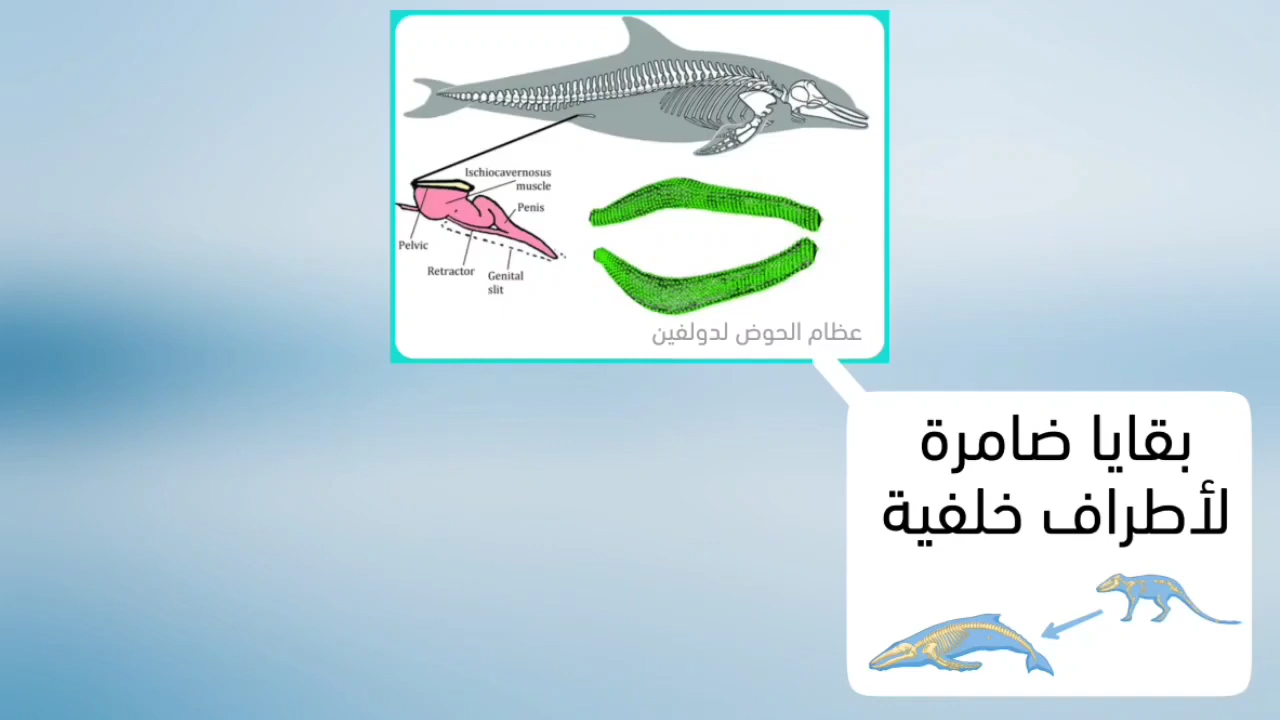 Ischiocavernosus
muscle
Penis
Pelvic
Retractor
Genital
slit
عظام الحوض لدولفين
بقايا ضامرة
لأطراف خلفية